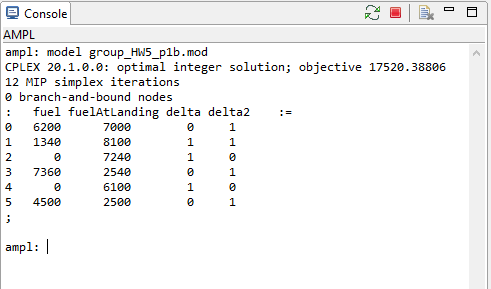 Console
AMPL
ampl: model group_HW5_p1b.mod
CPLEX 20.1.0.0: optimal integer solution; objective 17520.38806
12 MIP simplex iterations
0 branch-and-bound nodes
:   fuel fuelAtLanding delta delta2    :=
0   6200      7000       0     1
1   1340      8100       1     1
2      0      7240       1     0
3   7360      2540       0     1
4      0      6100       1     0
5   4500      2500       0     1
;
ampl: